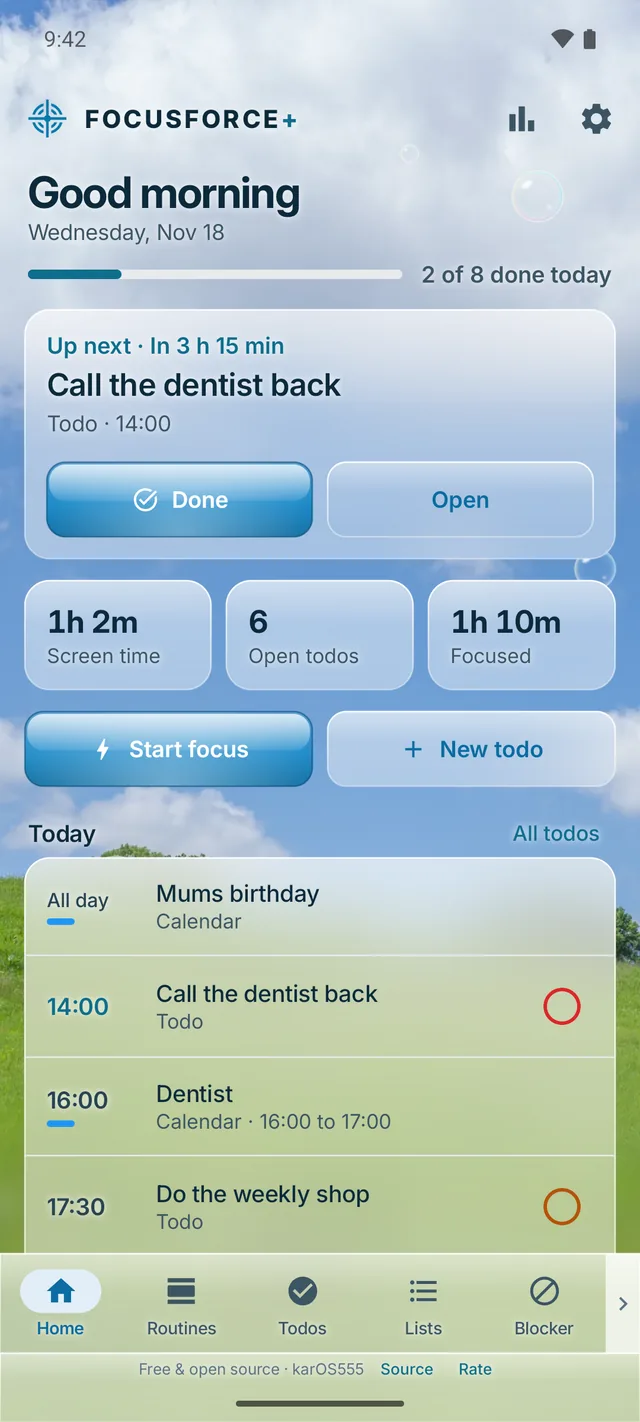 9:42
FOCUSFORCE+
Good morning
Wednesday, Nov 18
2 of 8 done today
Up next · In 3 h 15 min
Call the dentist back
Todo · 14:00
Done
Open
1h 2m
Screen time
6
Open todos
1h 10m
Focused
Start focus
+ New todo
Today
All todos
All day
Mums birthday
Calendar
14:00
Call the dentist back
Todo
16:00
Dentist
Calendar · 16:00 to 17:00
17:30
Do the weekly shop
Todo
Home
Routines
Todos
Lists
Blocker
Free & open source · karOS555 Source Rate